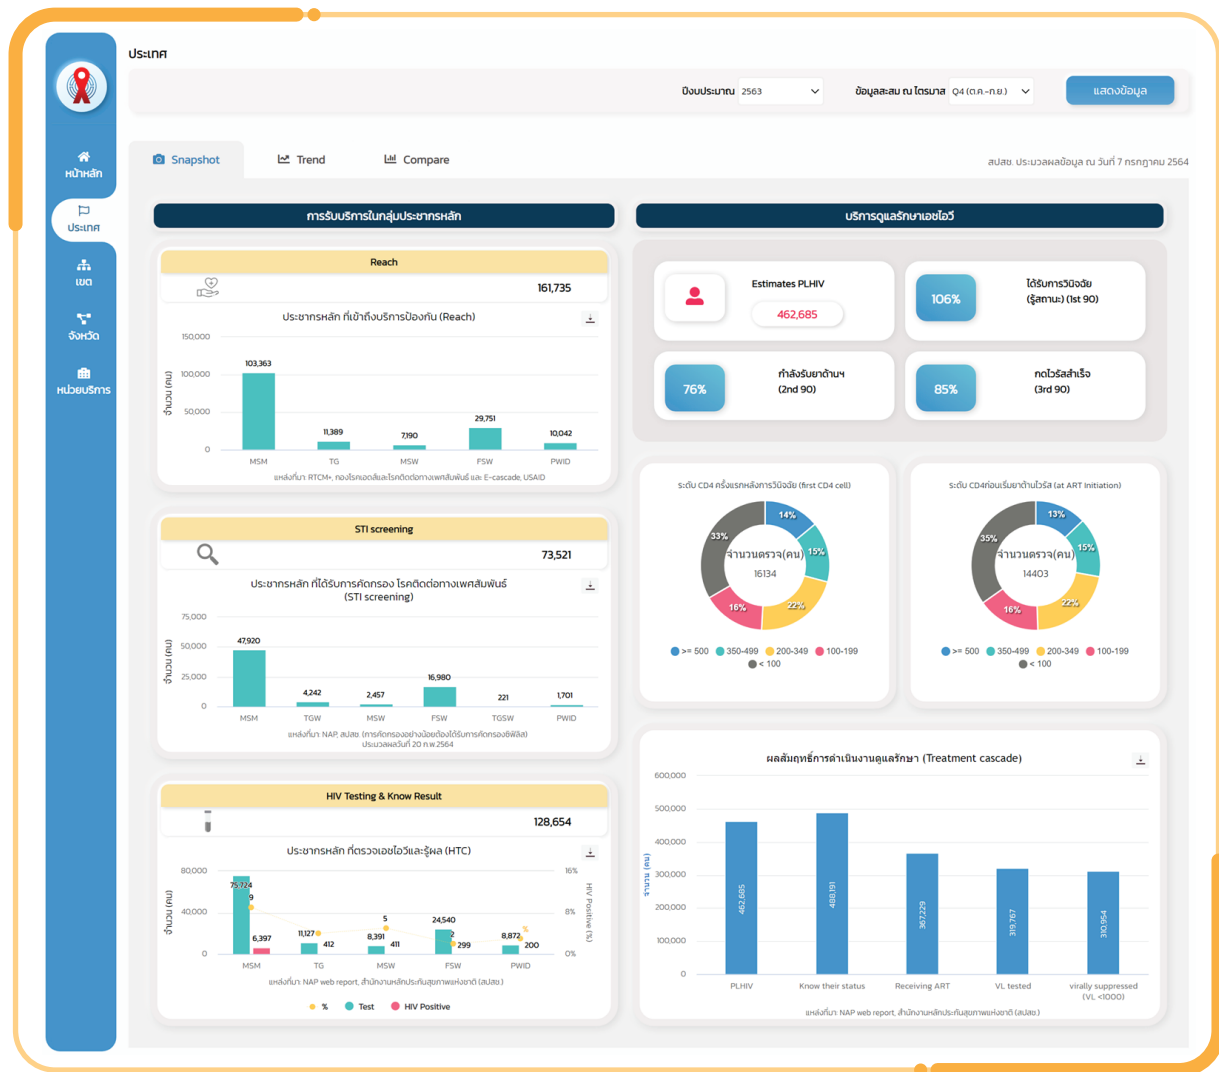 ประเทศ
ปีงบประมาณ 2563 ข้อมูลสะสม ณ ไตรมาส Q4 (ต.ค.-ก.ย.) แสดงข้อมูล
หน้าหลัก
ประเทศ
เขต
จังหวัด
หน่วยบริการ
Snapshot Trend Compare
สปสช. ประมวลผลข้อมูล ณ วันที่ 7 กรกฎาคม 2564
การรับบริการในกลุ่มประชากรหลัก
Reach
161,735
ประชากรหลัก ที่เข้าถึงบริการป้องกัน (Reach)
จำนวน (คน)
150,000
100,000
50,000
0
103,363
11,389
7,190
29,751
10,042
MSM TG MSW FSW PWID
แหล่งที่มา: RTCM+, กองโรคเอดส์และโรคติดต่อทางเพศสัมพันธ์ และ E-cascade, USAID
STI screening
73,521
ประชากรหลัก ที่ได้รับการคัดกรอง โรคติดต่อทางเพศสัมพันธ์
(STI screening)
จำนวน (คน)
75,000
50,000
25,000
0
47,920
4,242
2,457
16,980
221
1,701
MSM TGW MSW FSW TGSW PWID
แหล่งที่มา: NAP, สปสช. (การคัดกรองอย่างน้อยต้องได้รับการคัดกรองซิฟิลิส)
ประมวลผลวันที่ 20 ก.พ.2564
HIV Testing & Know Result
128,654
ประชากรหลัก ที่ตรวจเอชไอวีและรู้ผล (HTC)
จำนวน (คน)
80,000
40,000
0
16%
8%
0%
HIV Positive (%)
75,724
9
6,397
11,127
412
5
8,391
411
24,540
2
299
8,872
200
MSM TG MSW FSW PWID
แหล่งที่มา: NAP web report, สำนักงานหลักประกันสุขภาพแห่งชาติ (สปสช.)
% Test HIV Positive
บริการดูแลรักษาเอชไอวี
Estimates PLHIV
462,685
106%
ได้รับการวินิจฉัย
(รู้สถานะ) (1st 90)
76%
กำลังรับยาต้านฯ
(2nd 90)
85%
กดไวรัสสำเร็จ
(3rd 90)
ระดับ CD4 ครั้งแรกหลังการวินิจฉัย (first CD4 cell)
14%
15%
22%
16%
33%
จำนวนตรวจ(คน)
16134
>= 500 350-499 200-349 100-199
< 100
ระดับ CD4ก่อนเริ่มยาต้านไวรัส (at ART Initiation)
13%
15%
22%
16%
35%
จำนวนตรวจ(คน)
14403
>= 500 350-499 200-349 100-199
< 100
ผลสัมฤทธิ์การดำเนินงานดูแลรักษา (Treatment cascade)
จำนวน (คน)
600,000
500,000
400,000
300,000
200,000
100,000
0
462,685
488,191
367,229
319,767
310,954
PLHIV Know their status Receiving ART VL tested virally suppressed
(VL <1000)
แหล่งที่มา: NAP web report, สำนักงานหลักประกันสุขภาพแห่งชาติ (สปสช.)